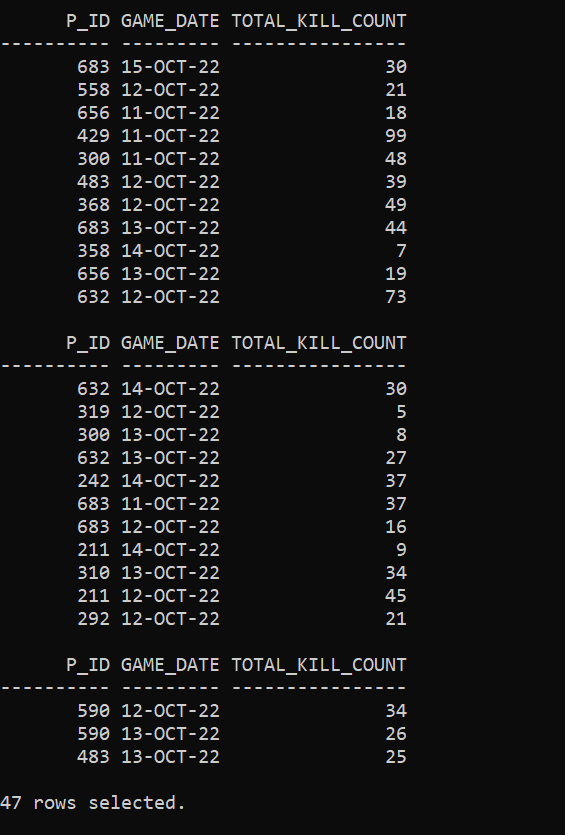 P_ID GAME_DATE TOTAL_KILL_COUNT
---------- --------- ----------------
683 15-OCT-22 30
558 12-OCT-22 21
656 11-OCT-22 18
429 11-OCT-22 99
300 11-OCT-22 48
483 12-OCT-22 39
368 12-OCT-22 49
683 13-OCT-22 44
358 14-OCT-22 7
656 13-OCT-22 19
632 12-OCT-22 73
P_ID GAME_DATE TOTAL_KILL_COUNT
---------- --------- ----------------
632 14-OCT-22 30
319 12-OCT-22 5
300 13-OCT-22 8
632 13-OCT-22 27
242 14-OCT-22 37
683 11-OCT-22 37
683 12-OCT-22 16
211 14-OCT-22 9
310 13-OCT-22 34
211 12-OCT-22 45
292 12-OCT-22 21
P_ID GAME_DATE TOTAL_KILL_COUNT
---------- --------- ----------------
590 12-OCT-22 34
590 13-OCT-22 26
483 13-OCT-22 25
47 rows selected.